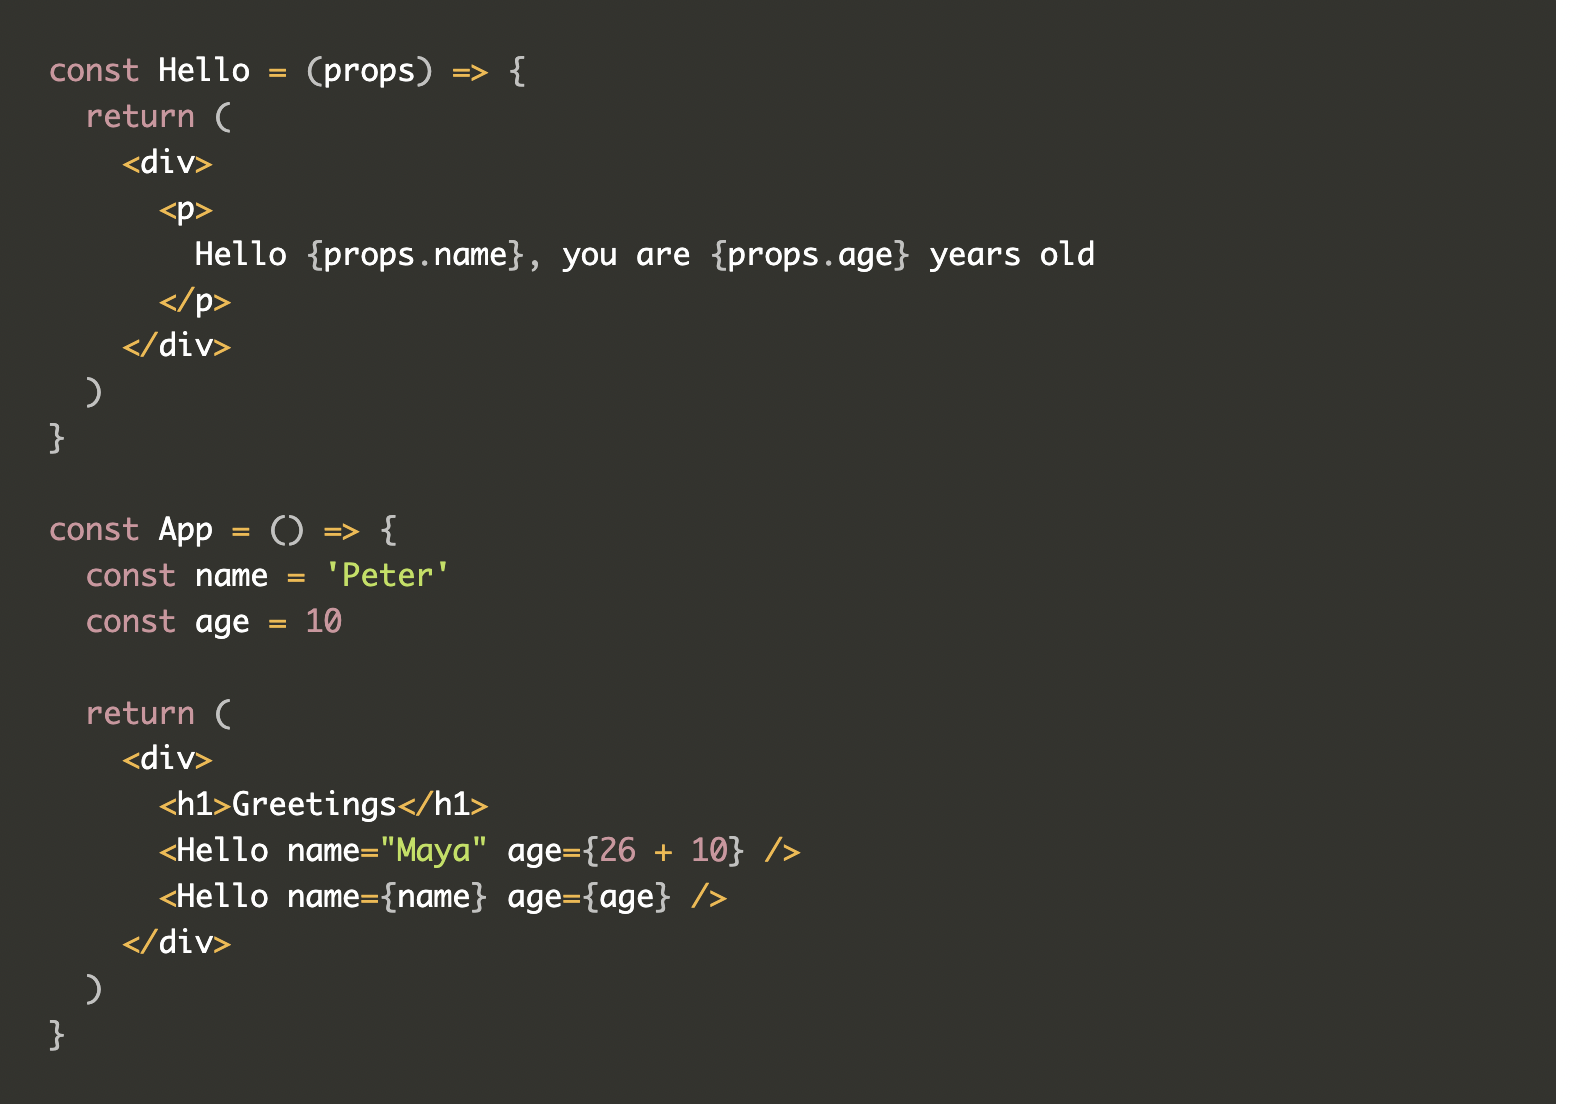 const Hello = (props) => {
  return (
    <div>
      <p>
        Hello {props.name}, you are {props.age} years old
      </p>
    </div>
  )
}

const App = () => {
  const name = 'Peter'
  const age = 10

  return (
    <div>
      <h1>Greetings</h1>
      <Hello name="Maya" age={26 + 10} />
      <Hello name={name} age={age} />
    </div>
  )
}